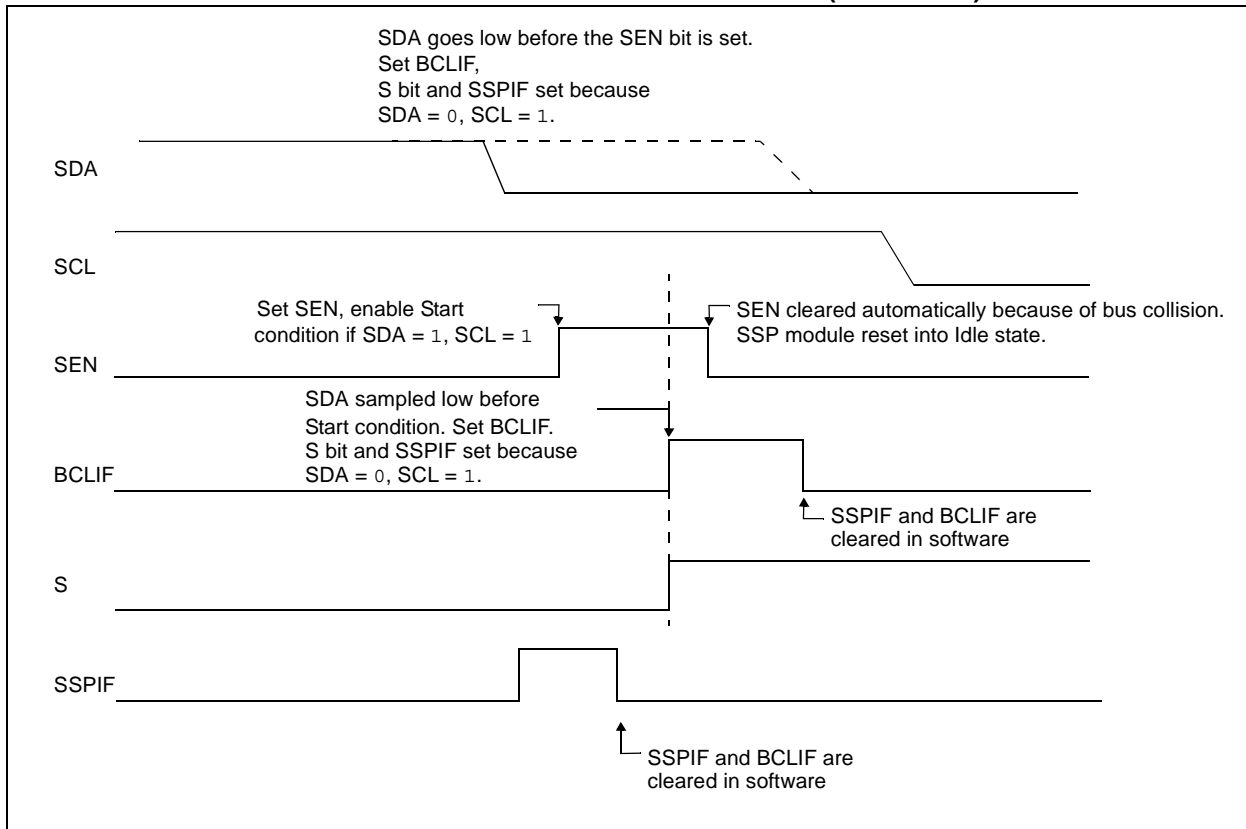 SDA goes low before the SEN bit is set.
Set BCLIF,
S bit and SSPIF set because
SDA = 0, SCL = 1.
SDA
SCL
Set SEN, enable Start
condition if SDA = 1, SCL = 1
SEN cleared automatically because of bus collision.
SSP module reset into Idle state.
SEN
SDA sampled low before
Start condition. Set BCLIF.
S bit and SSPIF set because
SDA = 0, SCL = 1.
BCLIF
SSPIF and BCLIF are
cleared in software
S
SSPIF
SSPIF and BCLIF are
cleared in software